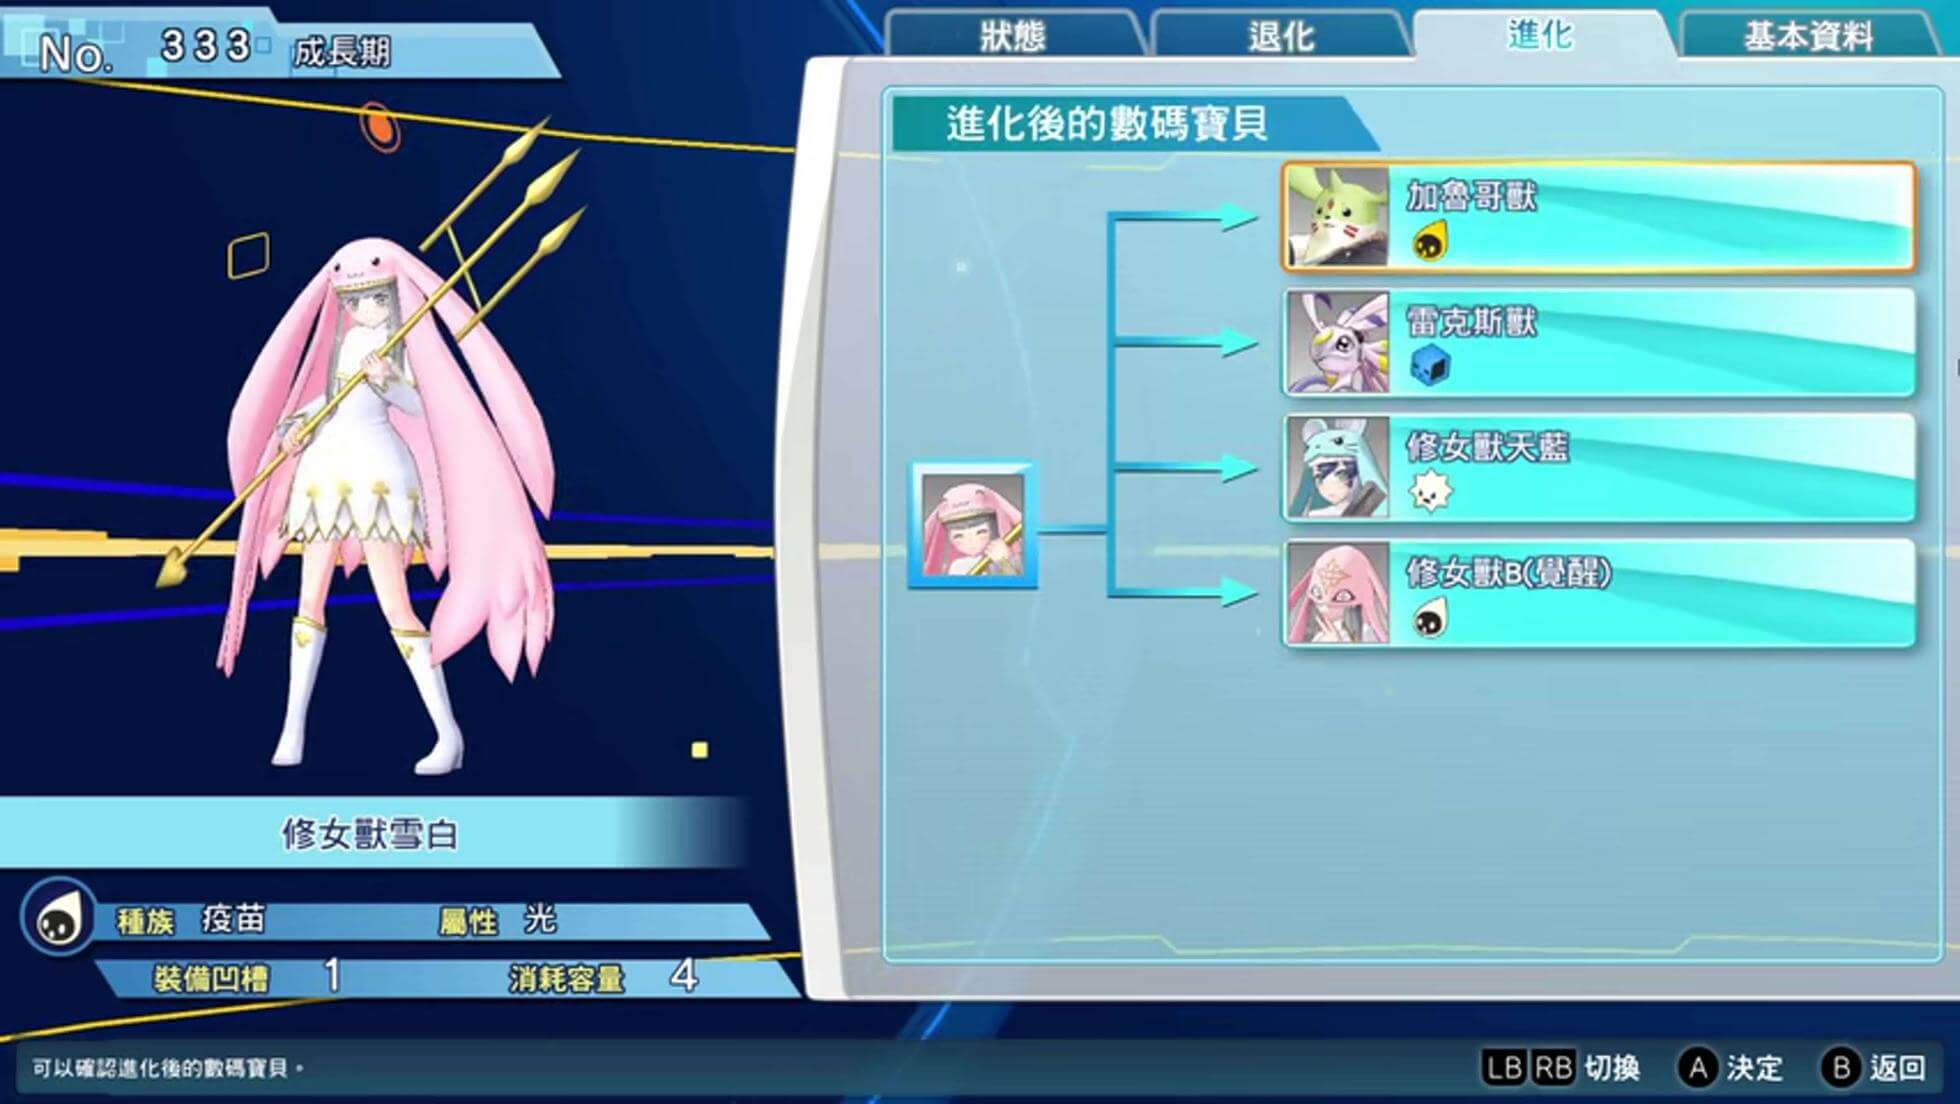 No. 333 成長期
狀態
退化
進化
基本資料
進化後的數碼寶貝
加魯哥獸
雷克斯獸
修女獸天藍
修女獸B(覺醒)
修女獸雪白
種族 疫苗 屬性 光
裝備凹槽 1 消耗容量 4
可以確認進化後的數碼寶貝。
LB RB 切換 A 決定 B 返回